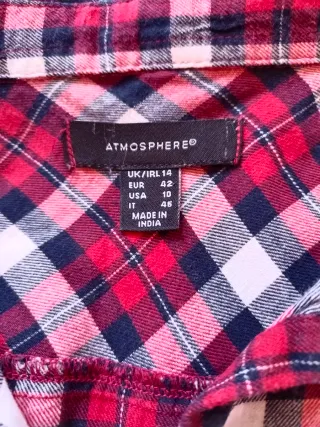 ATMOSPHERE®
UK/IRL 14
EUR 42
USA 10
IT 46
MADE IN
INDIA